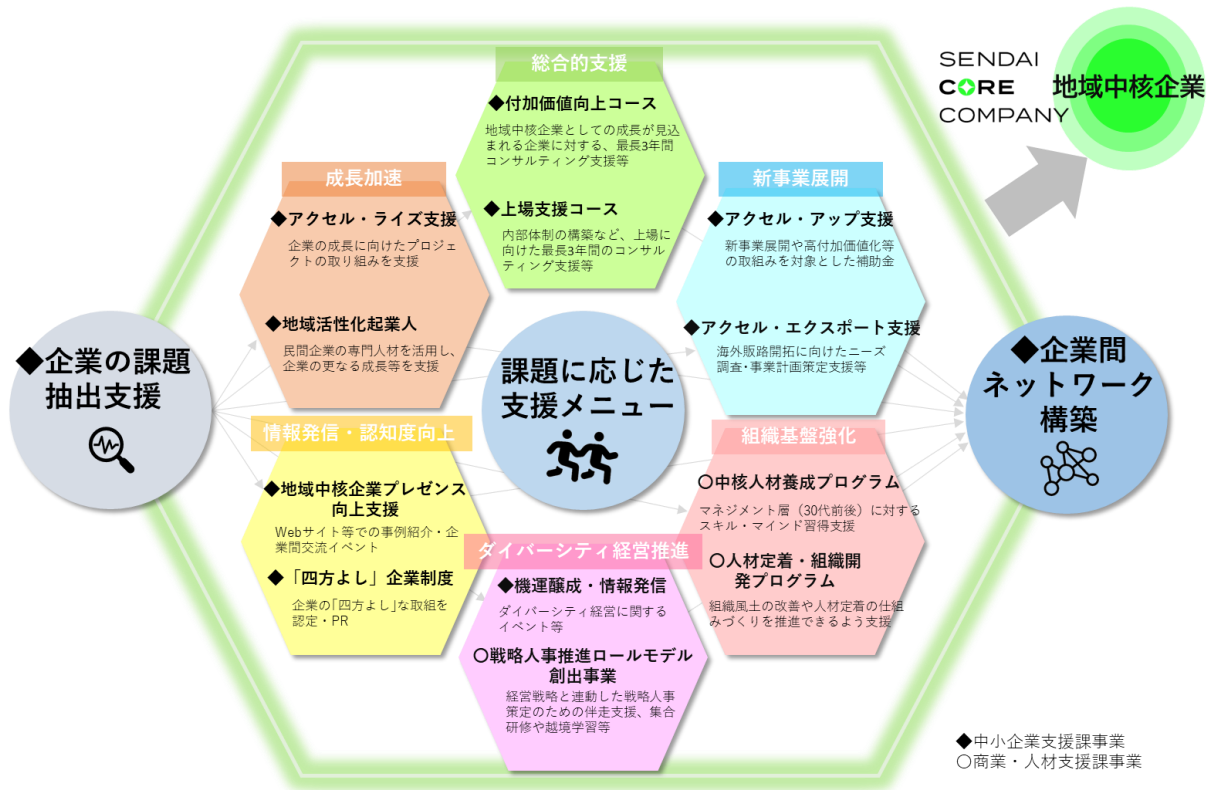 SENDAI
CORE
COMPANY
地域中核企業
総合的支援
◆付加価値向上コース
地域中核企業としての成長が見込
まれる企業に対する、最長3年間
コンサルティング支援等
◆上場支援コース
内部体制の構築など、上場に
向けた最長3年間のコンサル
ティング支援等
成長加速
◆アクセル・ライズ支援
企業の成長に向けたプロジェ
クトの取り組みを支援
◆地域活性化起業人
民間企業の専門人材を活用し、
企業の更なる成長等を支援
新事業展開
◆アクセル・アップ支援
新事業展開や高付加価値化等
の取組みを対象とした補助金
◆アクセル・エクスポート支援
海外販路開拓に向けたニーズ
調査･事業計画策定支援等
◆企業の課題
抽出支援
課題に応じた
支援メニュー
◆企業間
ネットワーク
構築
情報発信・認知度向上
◆地域中核企業プレゼンス
向上支援
Webサイト等での事例紹介・企
業間交流イベント
◆「四方よし」企業制度
企業の｢四方よし｣な取組を
認定・PR
組織基盤強化
〇中核人材養成プログラム
マネジメント層（30代前後）に対する
スキル・マインド習得支援
〇人材定着・組織開
発プログラム
組織風土の改善や人材定着の仕組
みづくりを推進できるよう支援
ダイバーシティ経営推進
◆機運醸成・情報発信
ダイバーシティ経営に関する
イベント等
〇戦略人事推進ロールモデル
創出事業
経営戦略と連動した戦略人事
策定のための伴走支援、集合
研修や越境学習等
◆中小企業支援課事業
〇商業・人材支援課事業